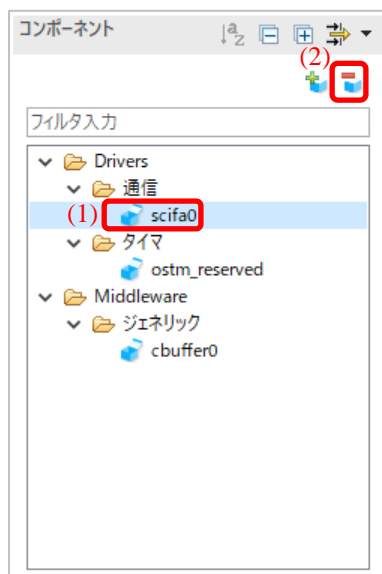 コンポーネント
(2)
フィルタ入力
Drivers
通信
(1) scifa0
タイマ
ostm_reserved
Middleware
ジェネリック
cbuffer0